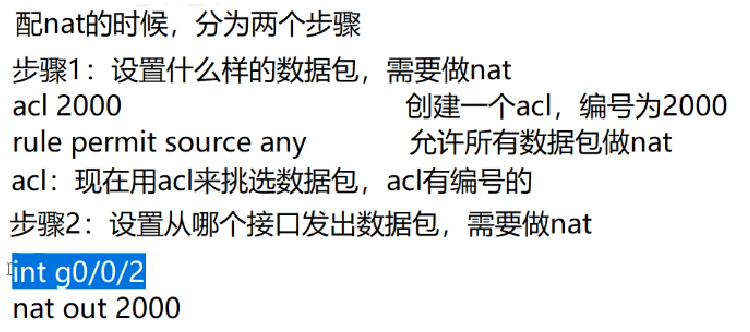 配nat的时候，分为两个步骤
步骤1：设置什么样的数据包，需要做nat
acl 2000 创建一个acl，编号为2000
rule permit source any 允许所有数据包做nat
acl：现在用acl来挑选数据包，acl有编号的
步骤2：设置从哪个接口发出数据包，需要做nat
int g0/0/2
nat out 2000